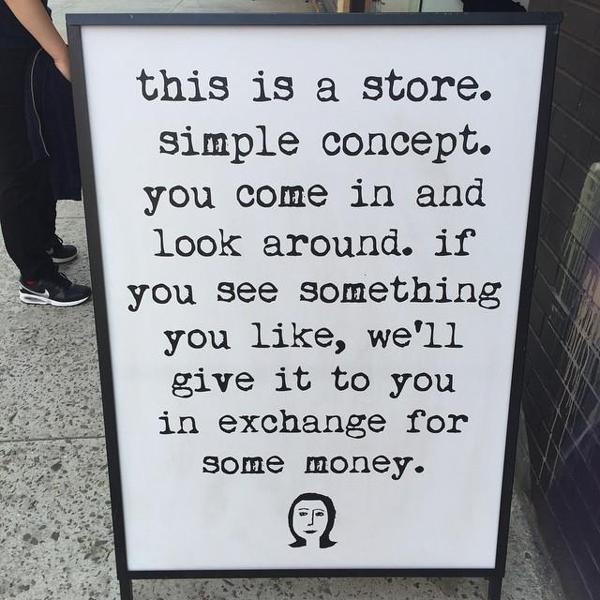 this is a store.
simple concept.
you come in and
look around. if
you see something
you like, we'll
give it to you
in exchange for
some money.